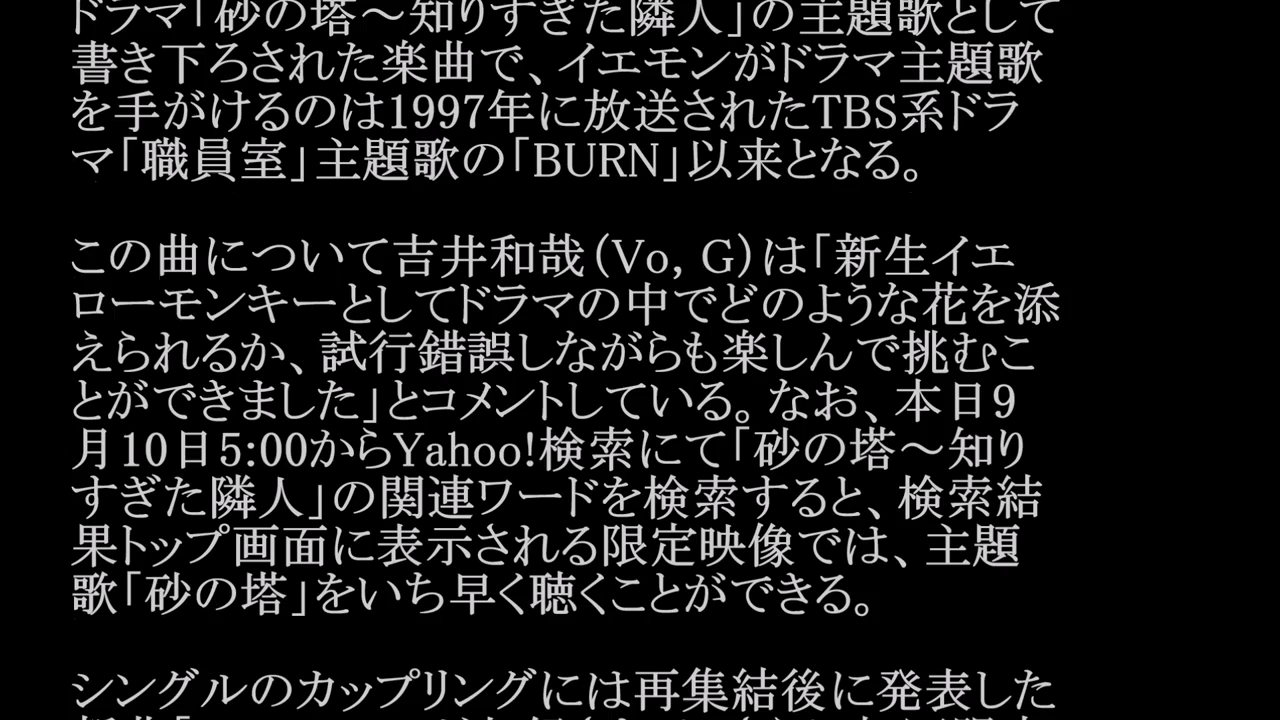 ドラマ「砂の塔～知りすぎた隣人」の主題歌として
書き下ろされた楽曲で、イエモンがドラマ主題歌
を手がけるのは1997年に放送されたTBS系ドラ
マ「職員室」主題歌の「BURN」以来となる。
この曲について吉井和哉(Vo, G)は「新生イエ
ローモンキーとしてドラマの中でどのような花を添
えられるか、試行錯誤しながらも楽しんで挑むこ
とができました」とコメントしている。なお、本日9
月10日5:00からYahoo!検索にて「砂の塔～知り
すぎた隣人」の関連ワードを検索すると、検索結
果トップ画面に表示される限定映像では、主題
歌「砂の塔」をいち早く聴くことができる。
シングルのカップリングには再集結後に発表した